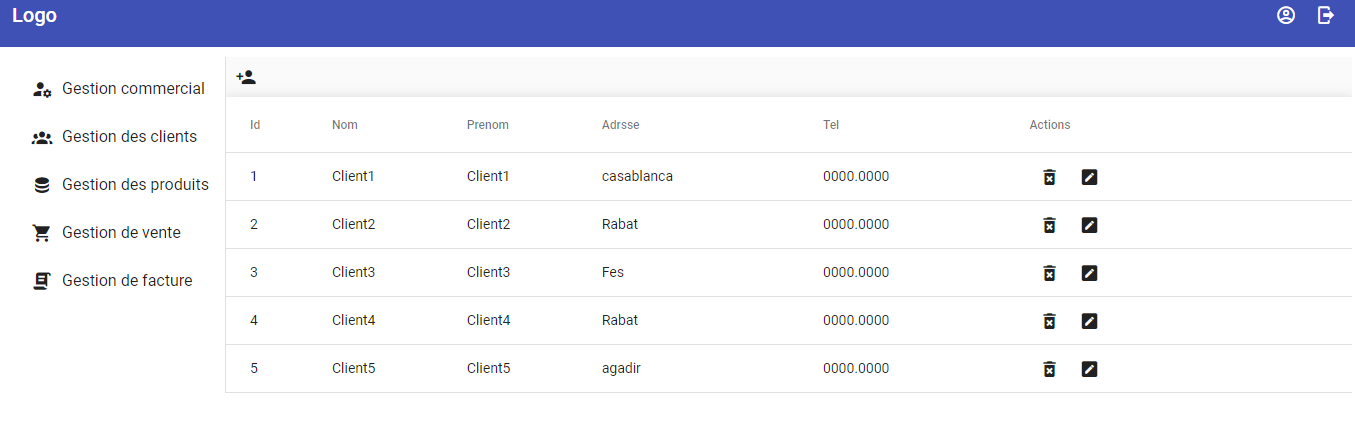 Logo
Gestion commercial
Gestion des clients
Gestion des produits
Gestion de vente
Gestion de facture
Id Nom Prenom Adrsse Tel Actions
1 Client1 Client1 casablanca 0000.0000
2 Client2 Client2 Rabat 0000.0000
3 Client3 Client3 Fes 0000.0000
4 Client4 Client4 Rabat 0000.0000
5 Client5 Client5 agadir 0000.0000